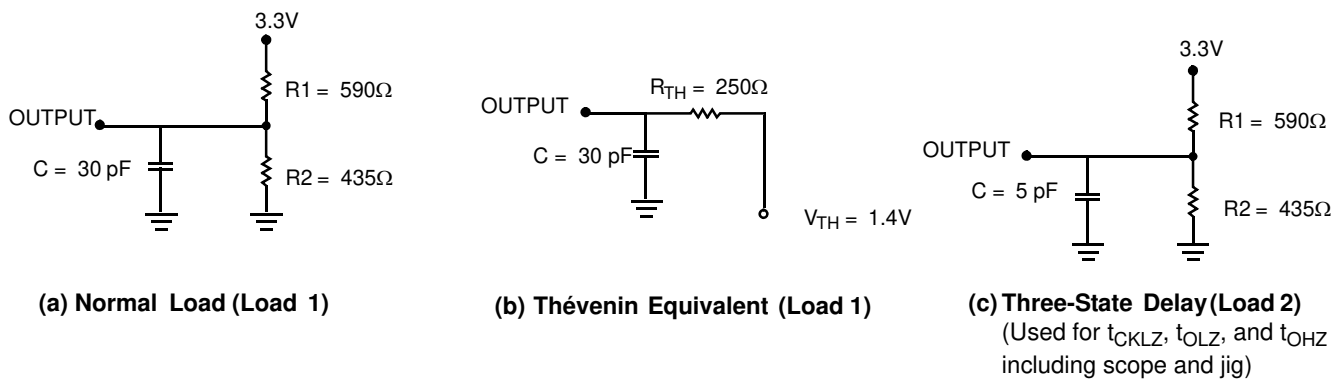 3.3V
R1 = 590Ω
OUTPUT
C = 30 pF
R2 = 435Ω
(a) Normal Load (Load 1)
R_TH = 250Ω
OUTPUT
C = 30 pF
V_TH = 1.4V
(b) Thévenin Equivalent (Load 1)
3.3V
R1 = 590Ω
OUTPUT
C = 5 pF
R2 = 435Ω
(c) Three-State Delay (Load 2)
(Used for t_CKLZ, t_OLZ, and t_OHZ
including scope and jig)